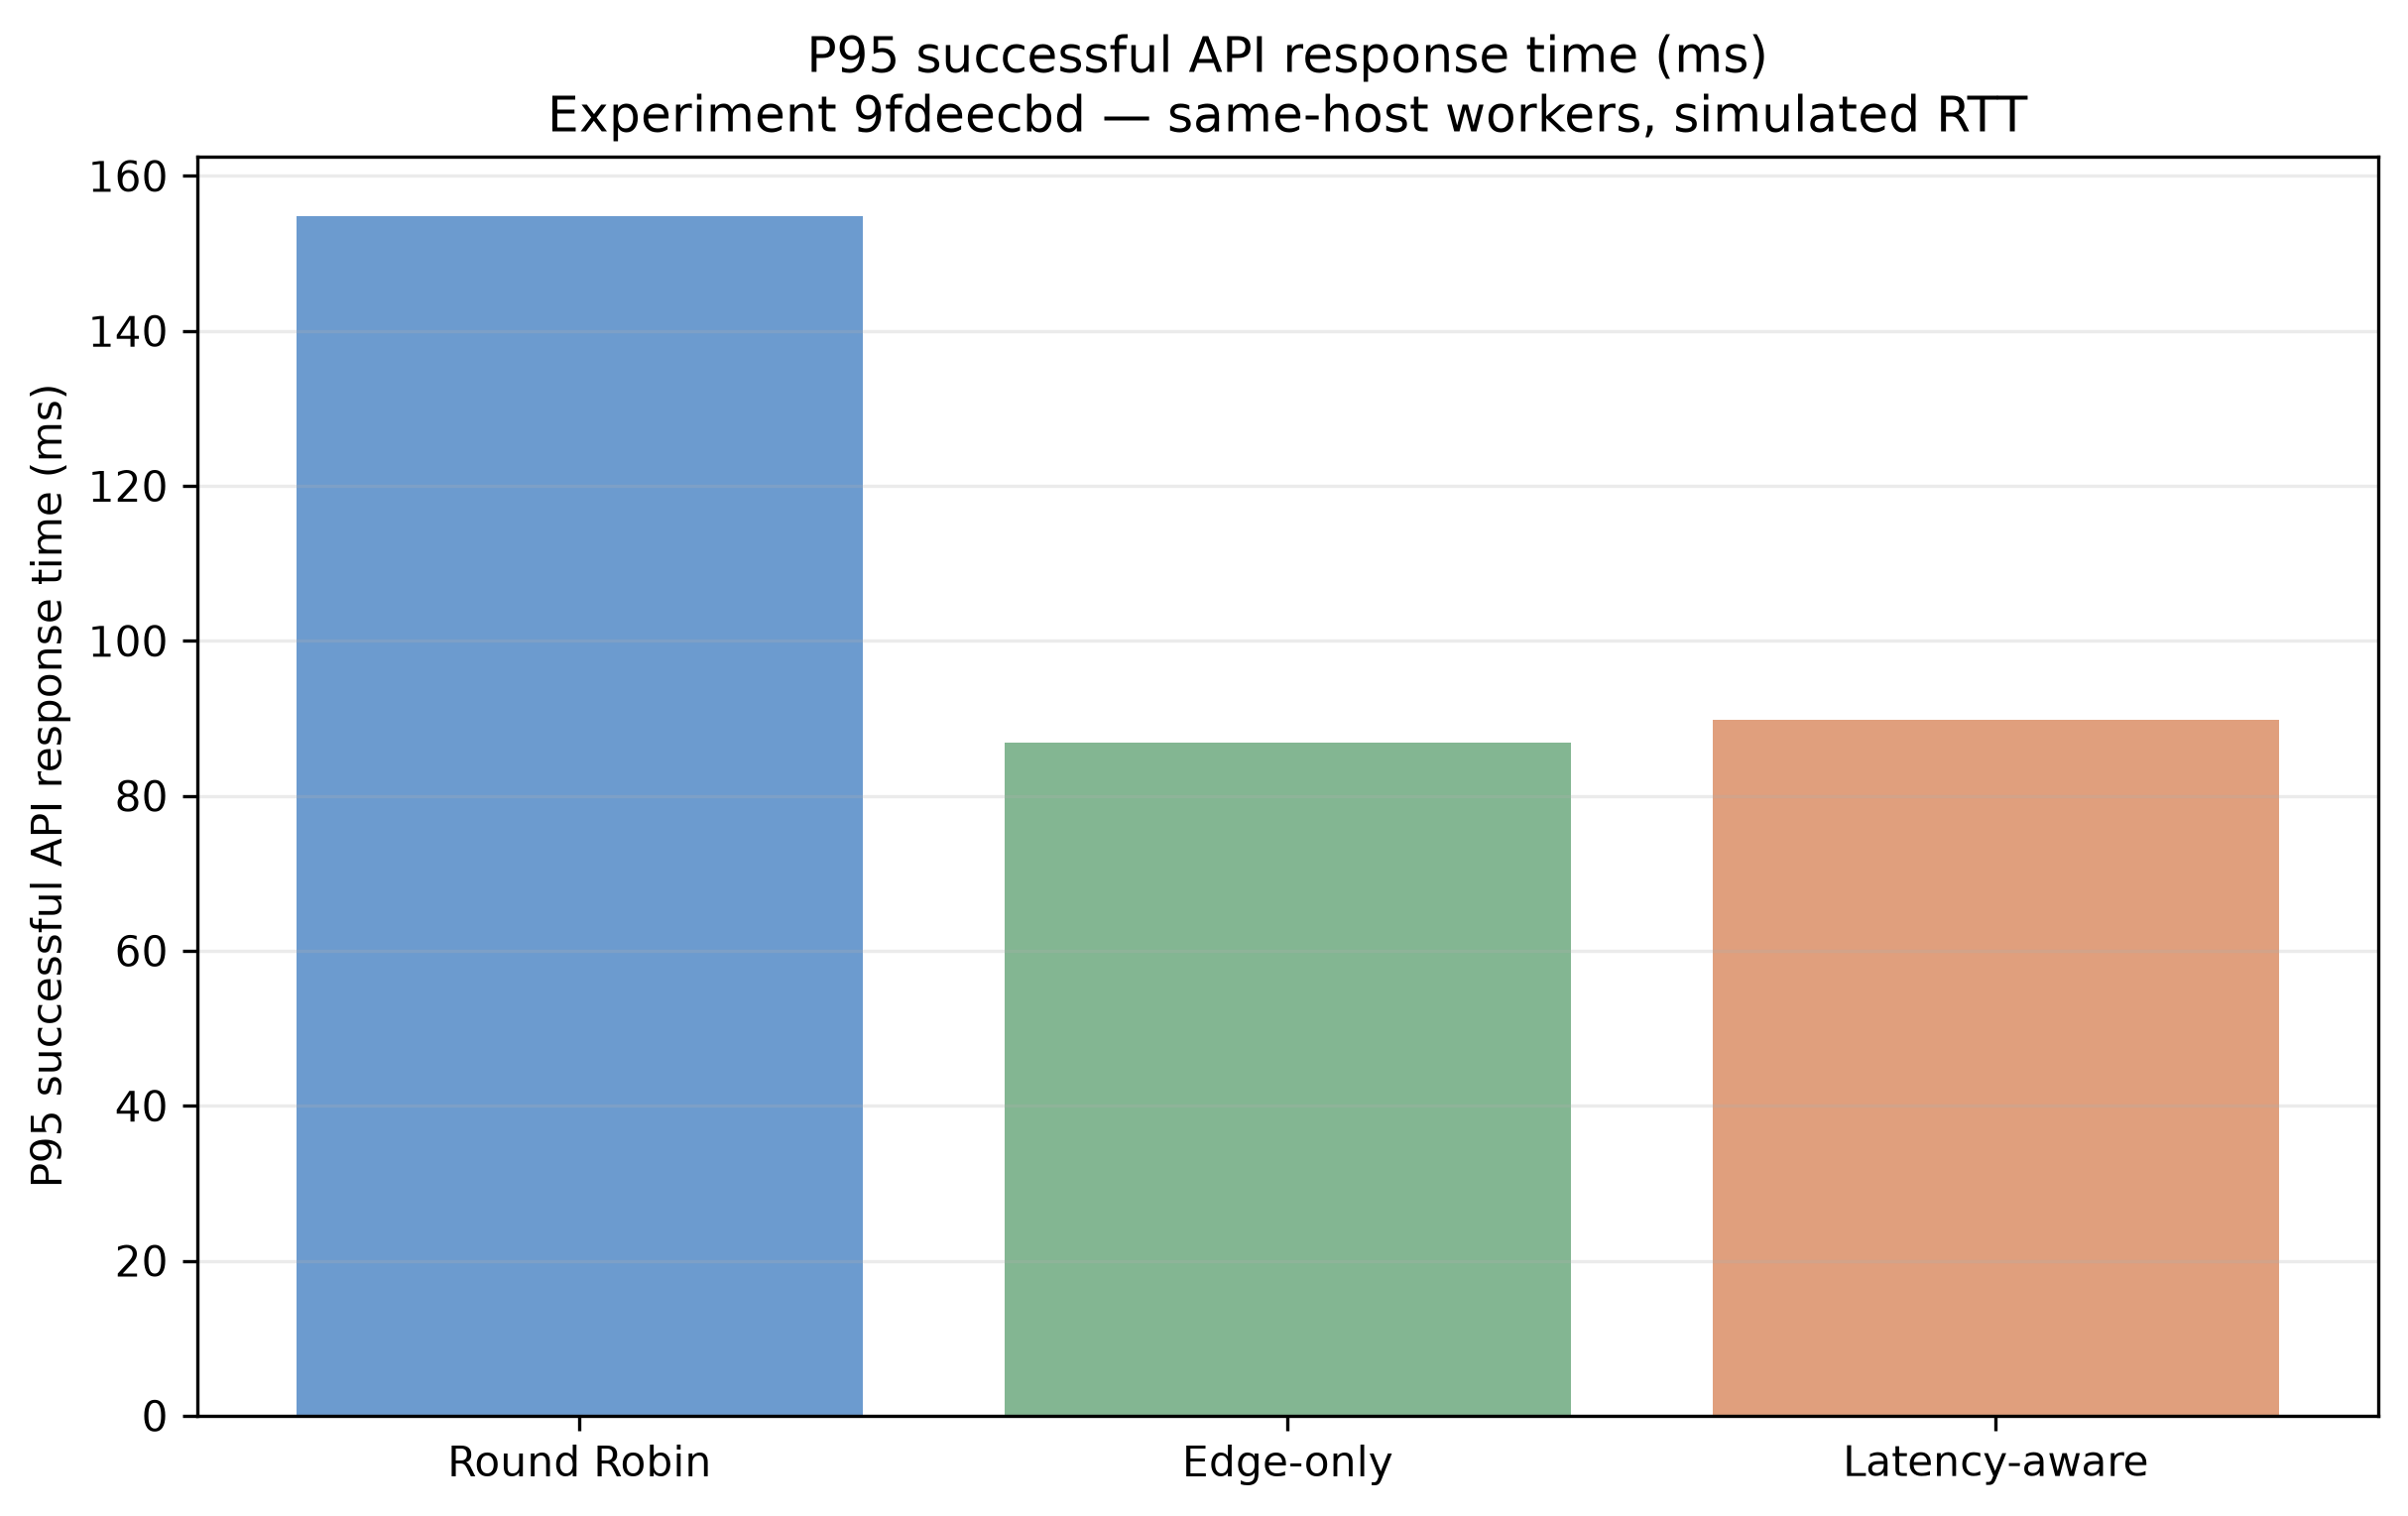 P95 successful API response time (ms)
Experiment 9fdeecbd — same-host workers, simulated RTT
P95 successful API response time (ms)
160
140
120
100
80
60
40
20
0
Round Robin
Edge-only
Latency-aware